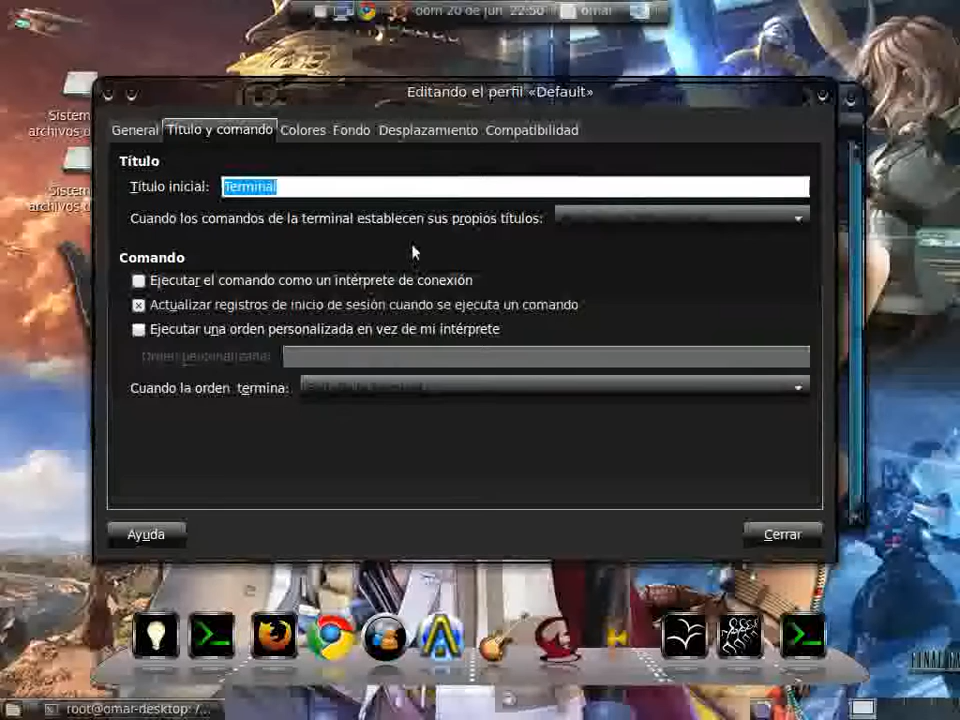 dom 20 de jun, 22:50
omar
Editando el perfil «Default»
Sistem
archivos d
Sistem
archivos d
General Título y comando Colores Fondo Desplazamiento Compatibilidad
Título
Título inicial: Terminal
Cuando los comandos de la terminal establecen sus propios títulos:
Comando
Ejecutar el comando como un intérprete de conexión
Actualizar registros de inicio de sesión cuando se ejecuta un comando
Ejecutar una orden personalizada en vez de mi intérprete
Orden personalizada:
Cuando la orden termina:
Ayuda
Cerrar
FINAL
root@omar-desktop: /...